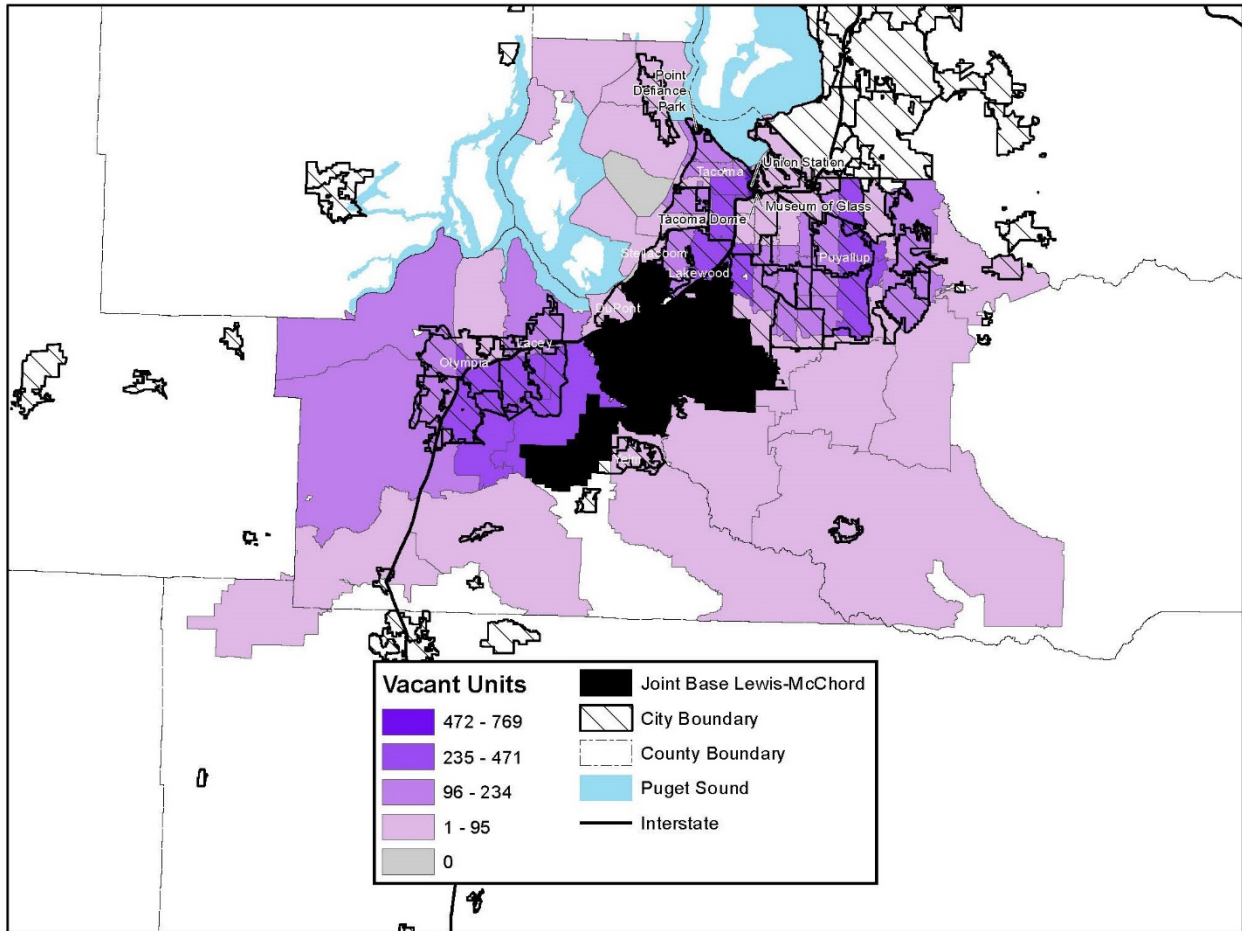 Point
Defiance
Park
Union Station
Tacoma
Museum of Glass
Tacoma Dome
Steilacoom
Lakewood
Puyallup
DuPont
Lacey
Olympia
Yelm
Vacant Units
472 - 769
235 - 471
96 - 234
1 - 95
0
Joint Base Lewis-McChord
City Boundary
County Boundary
Puget Sound
Interstate